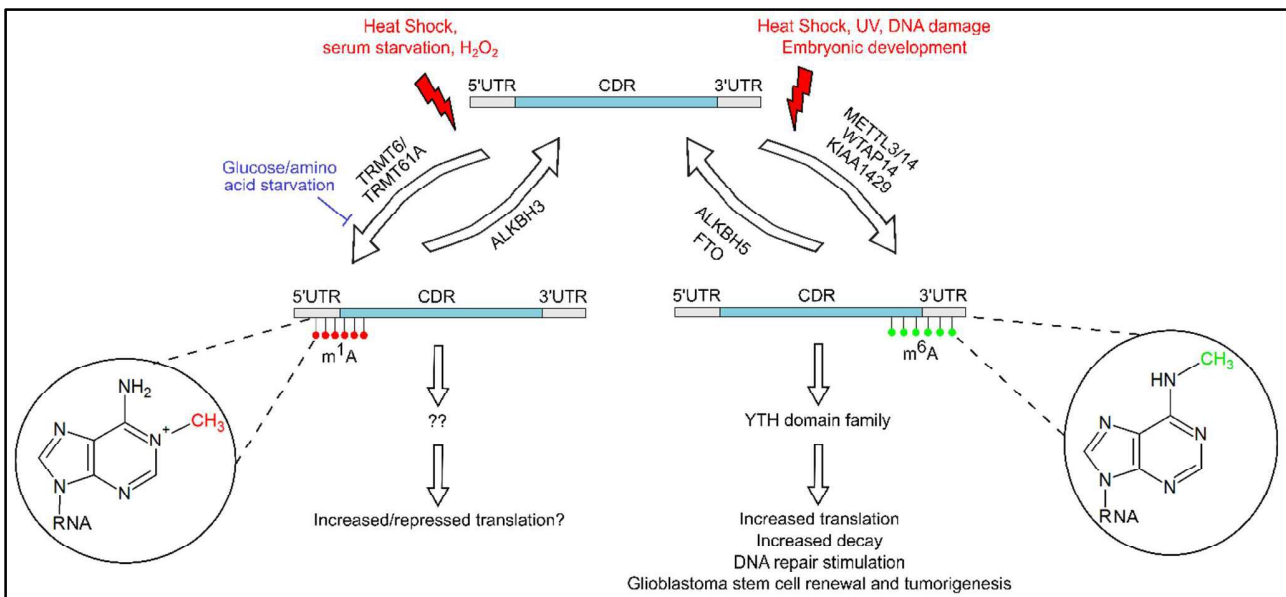 Heat Shock,
serum starvation, H₂O₂
Heat Shock, UV, DNA damage
Embryonic development
5'UTR CDR 3'UTR
Glucose/amino
acid starvation
TRMT6/
TRMT61A
ALKBH3
ALKBH5
FTO
METTL3/14
WTAP14
KIAA1429
5'UTR CDR 3'UTR
m¹A
5'UTR CDR 3'UTR
m⁶A
NH₂
N
N⁺
CH₃
N
N
RNA
??
Increased/repressed translation?
YTH domain family
Increased translation
Increased decay
DNA repair stimulation
Glioblastoma stem cell renewal and tumorigenesis
CH₃
HN
N
N
N
N
RNA